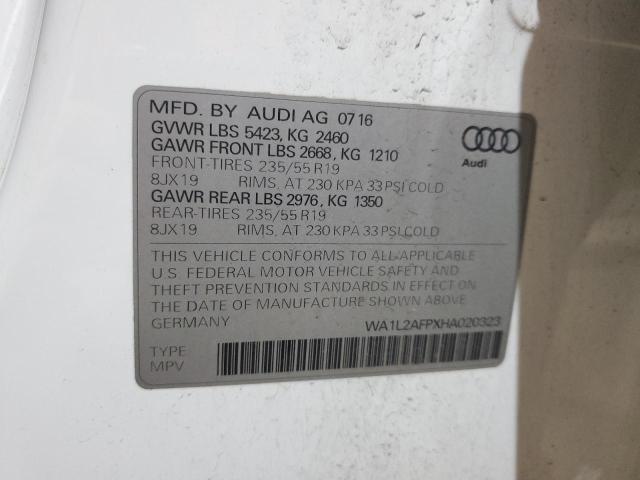 MFD. BY AUDI AG 07 16
GVWR LBS 5423, KG 2460
GAWR FRONT LBS 2668, KG 1210
FRONT-TIRES 235/55 R19
8JX19 RIMS, AT 230 KPA 33 PSI COLD
GAWR REAR LBS 2976, KG 1350
REAR-TIRES 235/55 R19
8JX19 RIMS, AT 230 KPA 33 PSI COLD
Audi
THIS VEHICLE CONFORMS TO ALL-APPLICABLE
U.S. FEDERAL MOTOR VEHICLE SAFETY AND
THEFT PREVENTION STANDARDS IN EFFECT ON
THE DATE OF MANUFACTURE SHOWN ABOVE.
GERMANY
WA1L2AFPXHA020323
TYPE
MPV